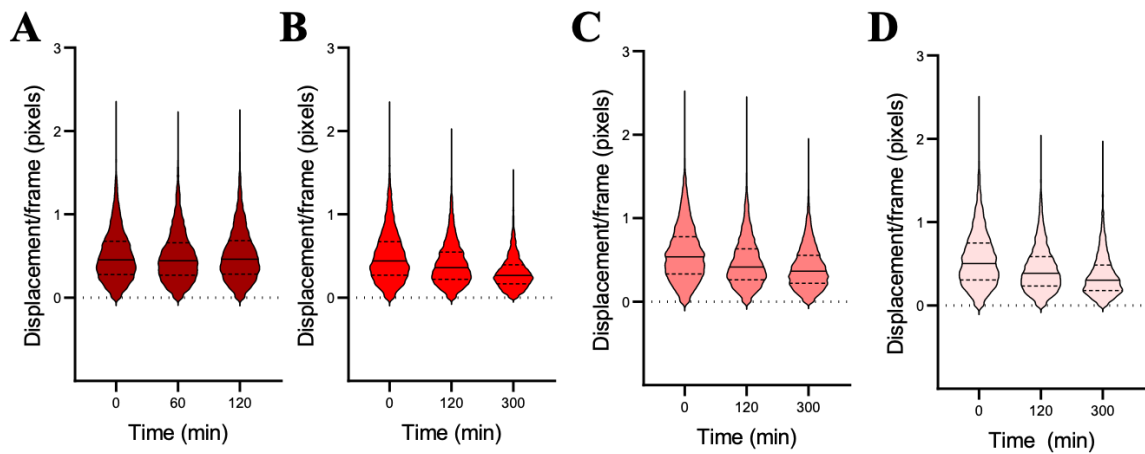 A
Displacement/frame (pixels)
3
2
1
0
0 60 120
Time (min)
B
Displacement/frame (pixels)
3
2
1
0
0 120 300
Time (min)
C
Displacement/frame (pixels)
3
2
1
0
0 120 300
Time (min)
D
Displacement/frame (pixels)
3
2
1
0
0 120 300
Time (min)